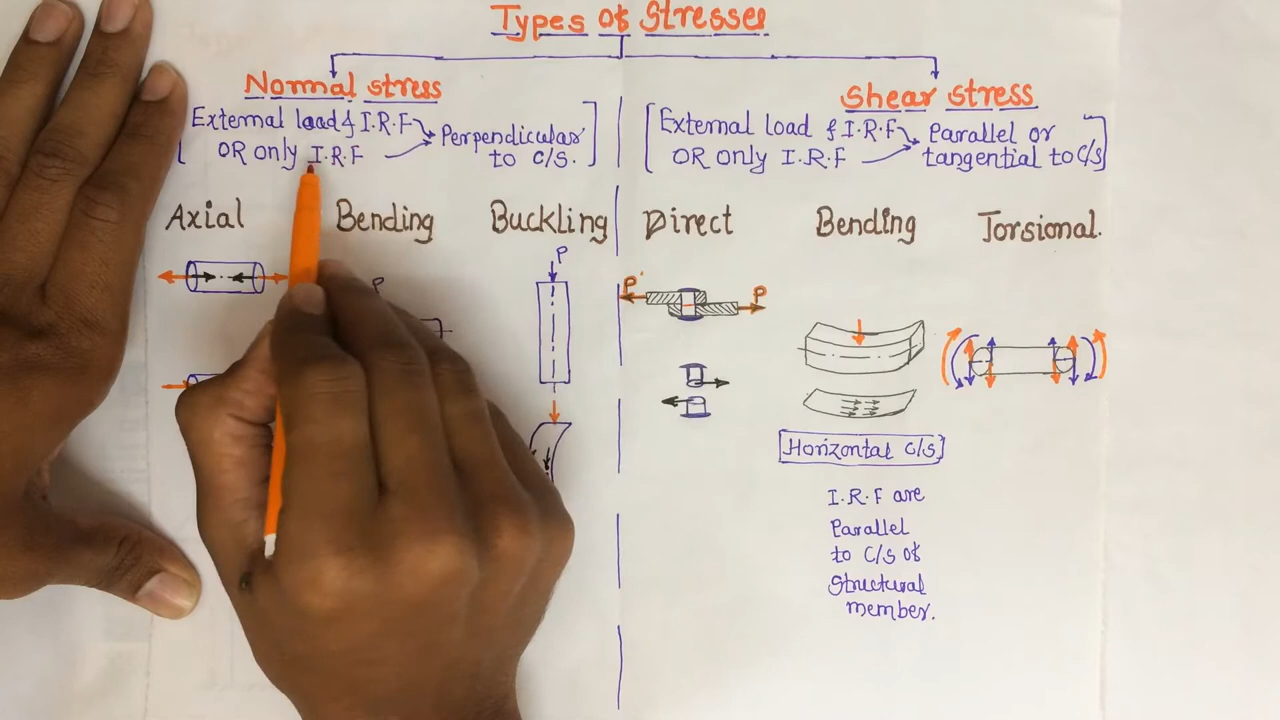 Types of Stresses
Normal stress
External load & I.R.F
OR only I.R.F
Perpendicular
to C/S.
Shear stress
External load & I.R.F
OR only I.R.F
Parallel or
tangential to C/S
Axial
Bending
Buckling
Direct
Bending
Torsional.
P
P
P
P
Horizontal C/S
I.R.F are
Parallel
to C/S of
Structural
member.